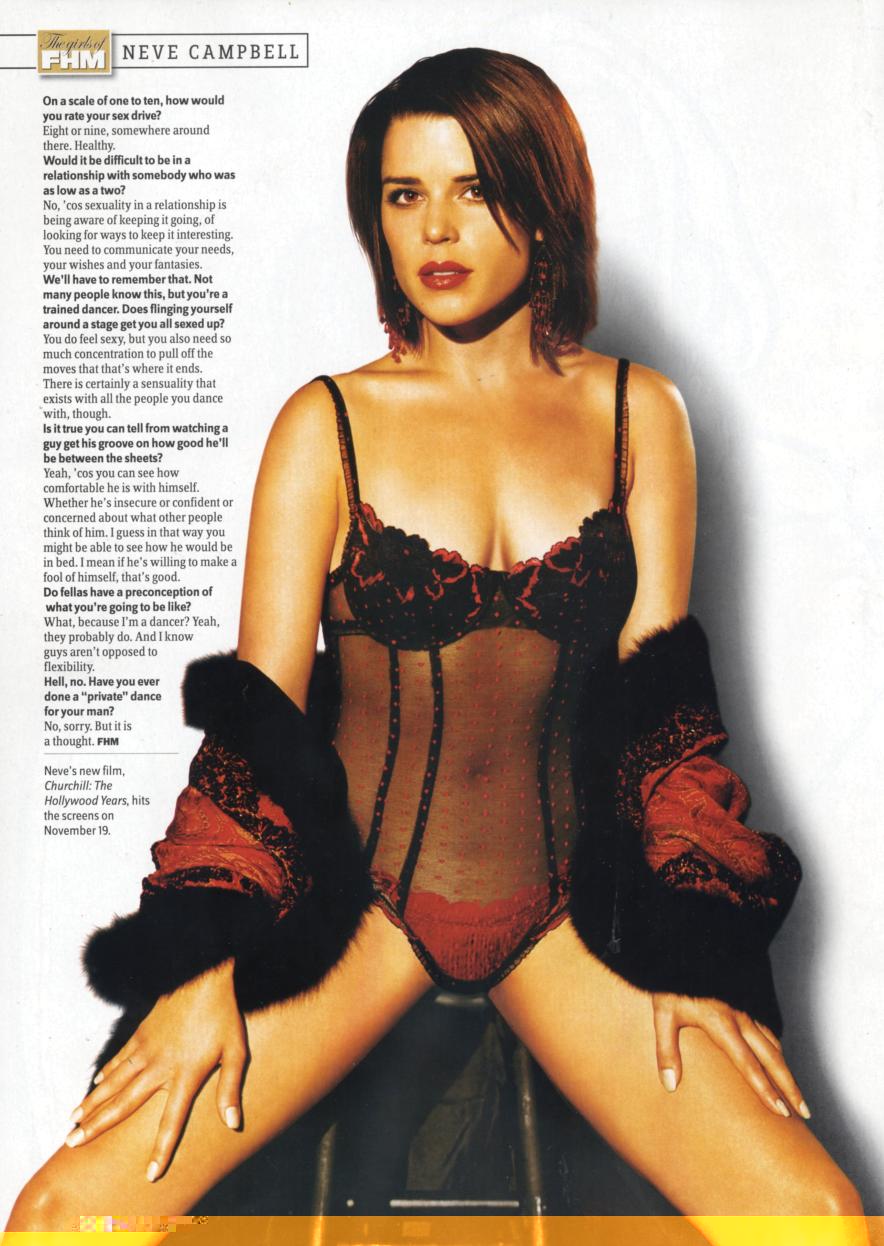 The girls of
FHM
NEVE CAMPBELL
On a scale of one to ten, how would
you rate your sex drive?
Eight or nine, somewhere around
there. Healthy.
Would it be difficult to be in a
relationship with somebody who was
as low as a two?
No, 'cos sexuality in a relationship is
being aware of keeping it going, of
looking for ways to keep it interesting.
You need to communicate your needs,
your wishes and your fantasies.
We'll have to remember that. Not
many people know this, but you're a
trained dancer. Does flinging yourself
around a stage get you all sexed up?
You do feel sexy, but you also need so
much concentration to pull off the
moves that that's where it ends.
There is certainly a sensuality that
exists with all the people you dance
with, though.
Is it true you can tell from watching a
guy get his groove on how good he'll
be between the sheets?
Yeah, 'cos you can see how
comfortable he is with himself.
Whether he's insecure or confident or
concerned about what other people
think of him. I guess in that way you
might be able to see how he would be
in bed. I mean if he's willing to make a
fool of himself, that's good.
Do fellas have a preconception of
what you're going to be like?
What, because I'm a dancer? Yeah,
they probably do. And I know
guys aren't opposed to
flexibility.
Hell, no. Have you ever
done a "private" dance
for your man?
No, sorry. But it is
a thought. FHM
Neve's new film,
Churchill: The
Hollywood Years, hits
the screens on
November 19.